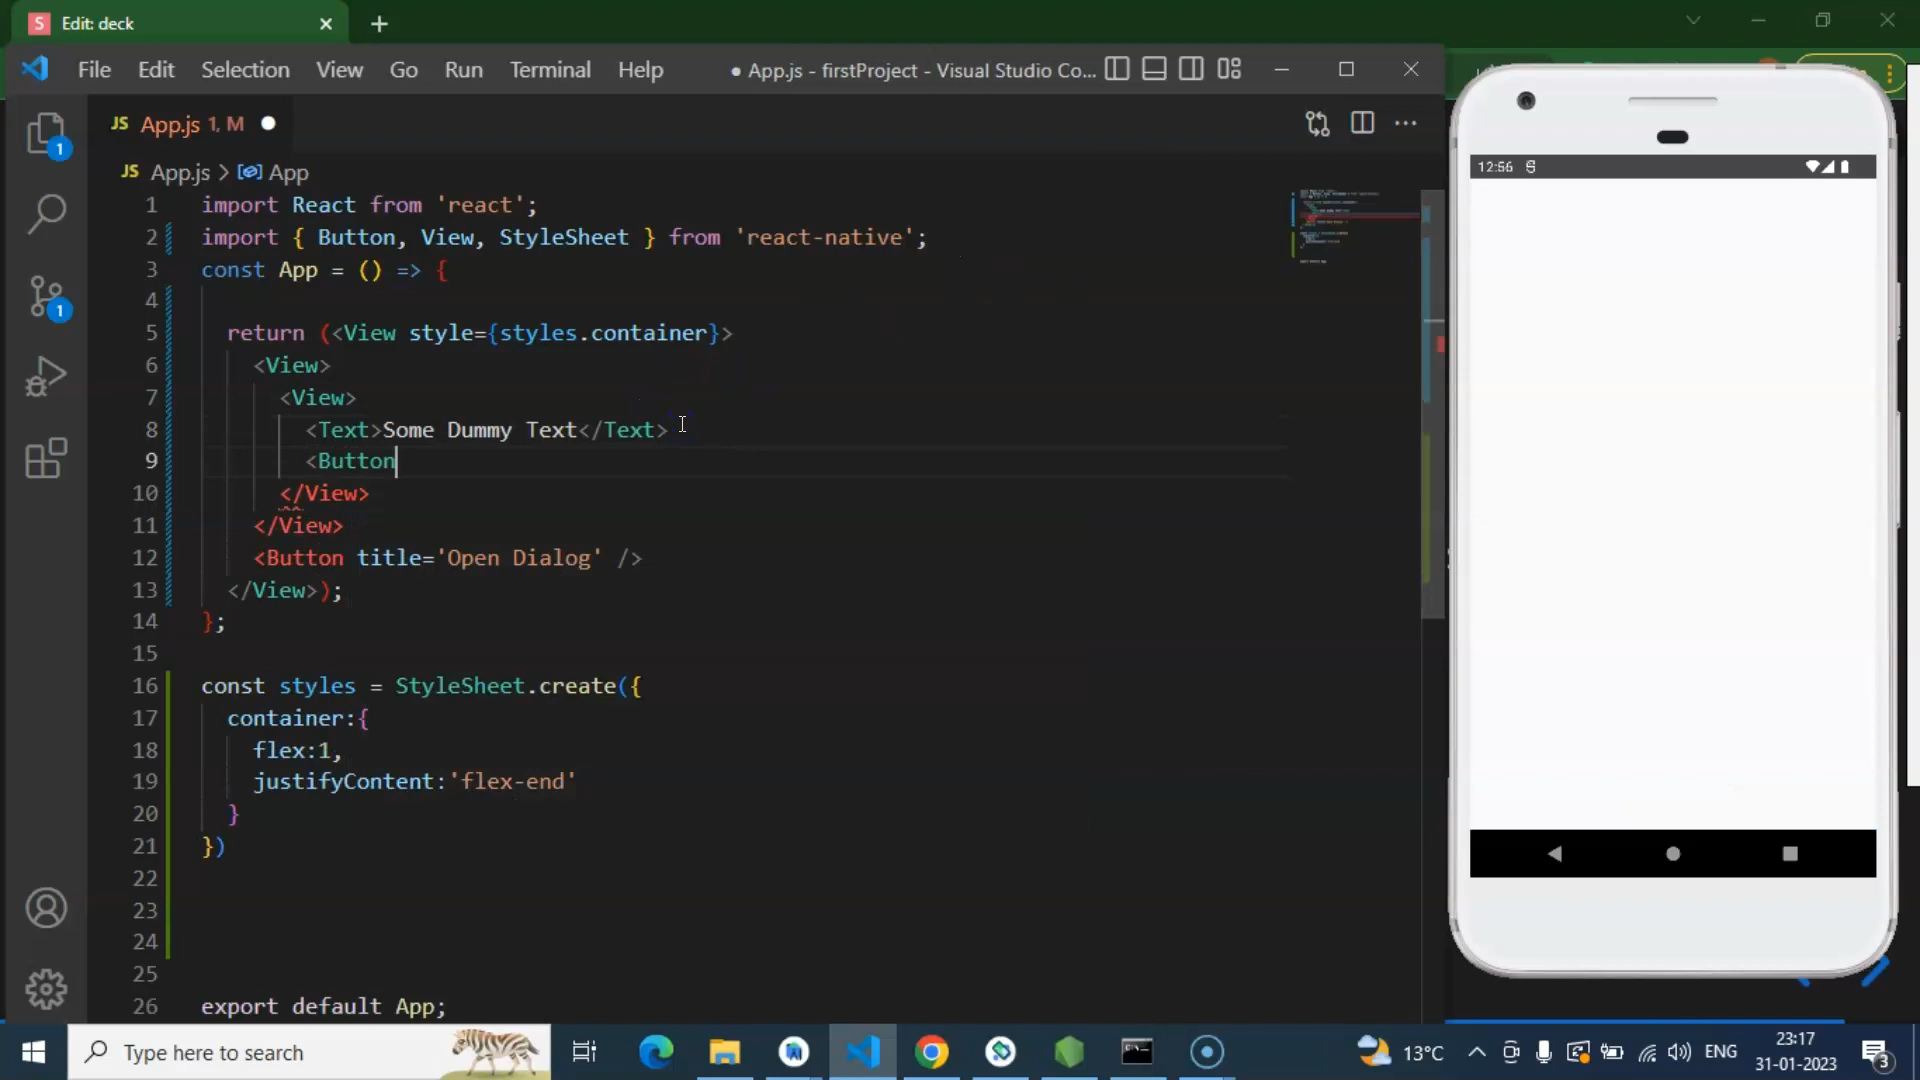 S Edit: deck
File Edit Selection View Go Run Terminal Help ● App.js - firstProject - Visual Studio Co...
JS App.js 1, M
JS App.js > App
1 import React from 'react';
2 import { Button, View, StyleSheet } from 'react-native';
3 const App = () => {
4
5 return (<View style={styles.container}>
6 <View>
7 <View>
8 <Text>Some Dummy Text</Text>
9 <Button
10 </View>
11 </View>
12 <Button title='Open Dialog' />
13 </View>);
14 };
15
16 const styles = StyleSheet.create({
17 container:{
18 flex:1,
19 justifyContent:'flex-end'
20 }
21 })
22
23
24
25
26 export default App;
1
1
12:56
Type here to search
13°C
ENG
23:17
31-01-2023
3